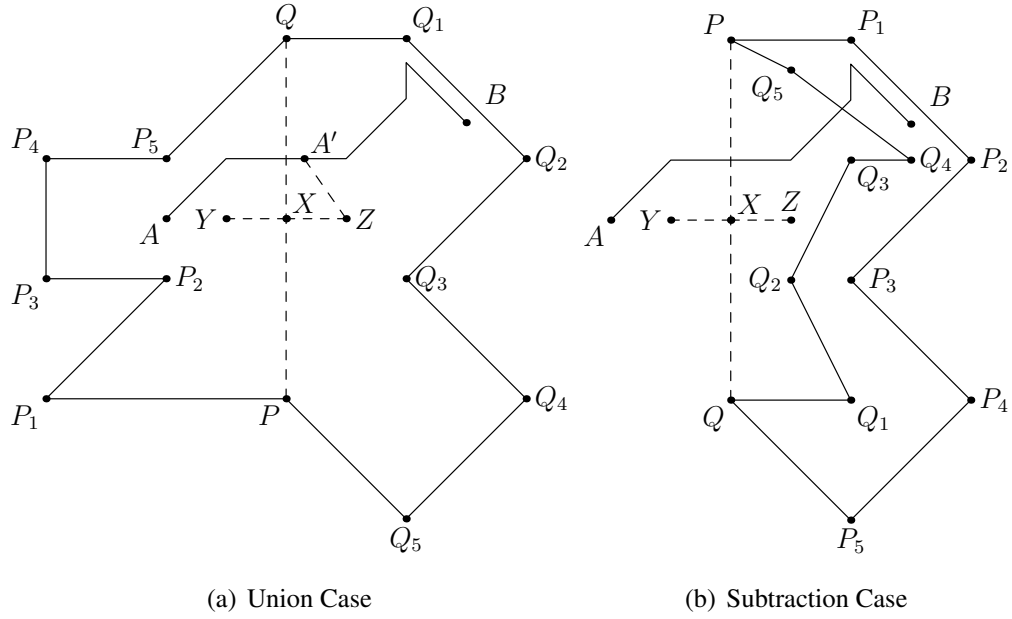 Q Q₁
B
P₄ P₅ A′ Q₂
A Y X Z
P₃ P₂ Q₃
P₁ P Q₄
Q₅
(a) Union Case
P P₁
Q₅ B
Q₃ Q₄ P₂
A Y X Z
Q₂ P₃
Q Q₁ P₄
P₅
(b) Subtraction Case